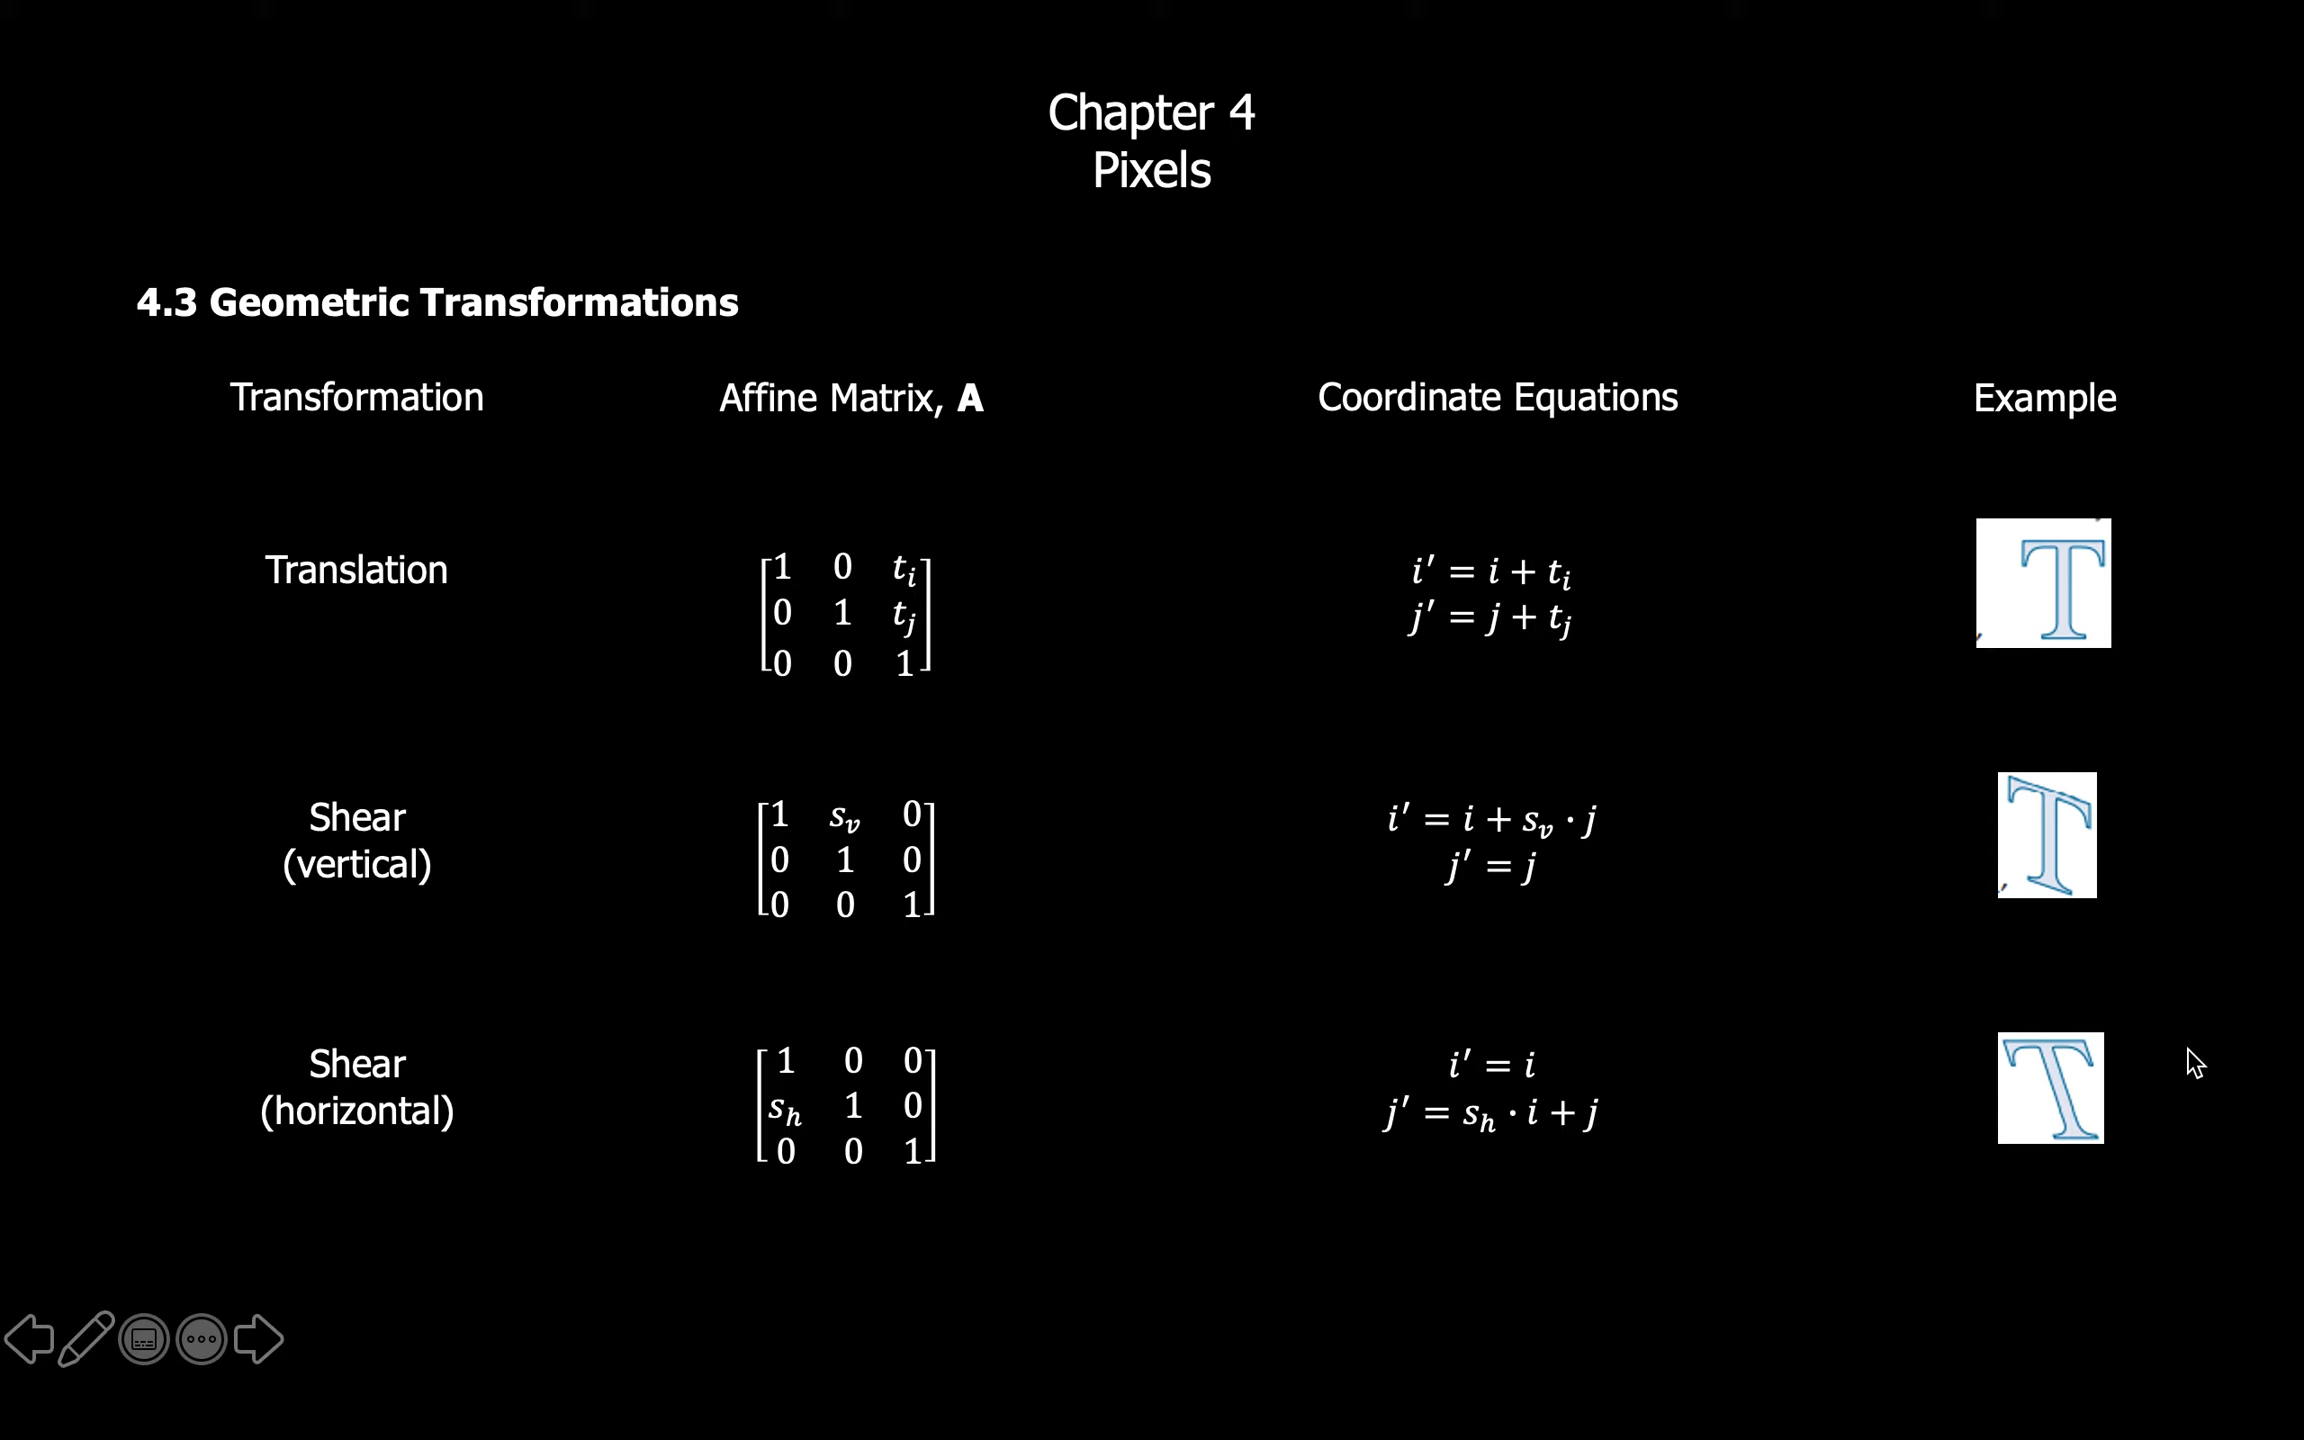 Chapter 4
Pixels
4.3 Geometric Transformations
Transformation Affine Matrix, A Coordinate Equations Example
Translation
1 0 tᵢ
0 1 tⱼ
0 0 1
i′ = i + tᵢ
j′ = j + tⱼ
T
Shear
(vertical)
1 sᵥ 0
0 1 0
0 0 1
i′ = i + sᵥ · j
j′ = j
T
Shear
(horizontal)
1 0 0
sₕ 1 0
0 0 1
i′ = i
j′ = sₕ · i + j
T